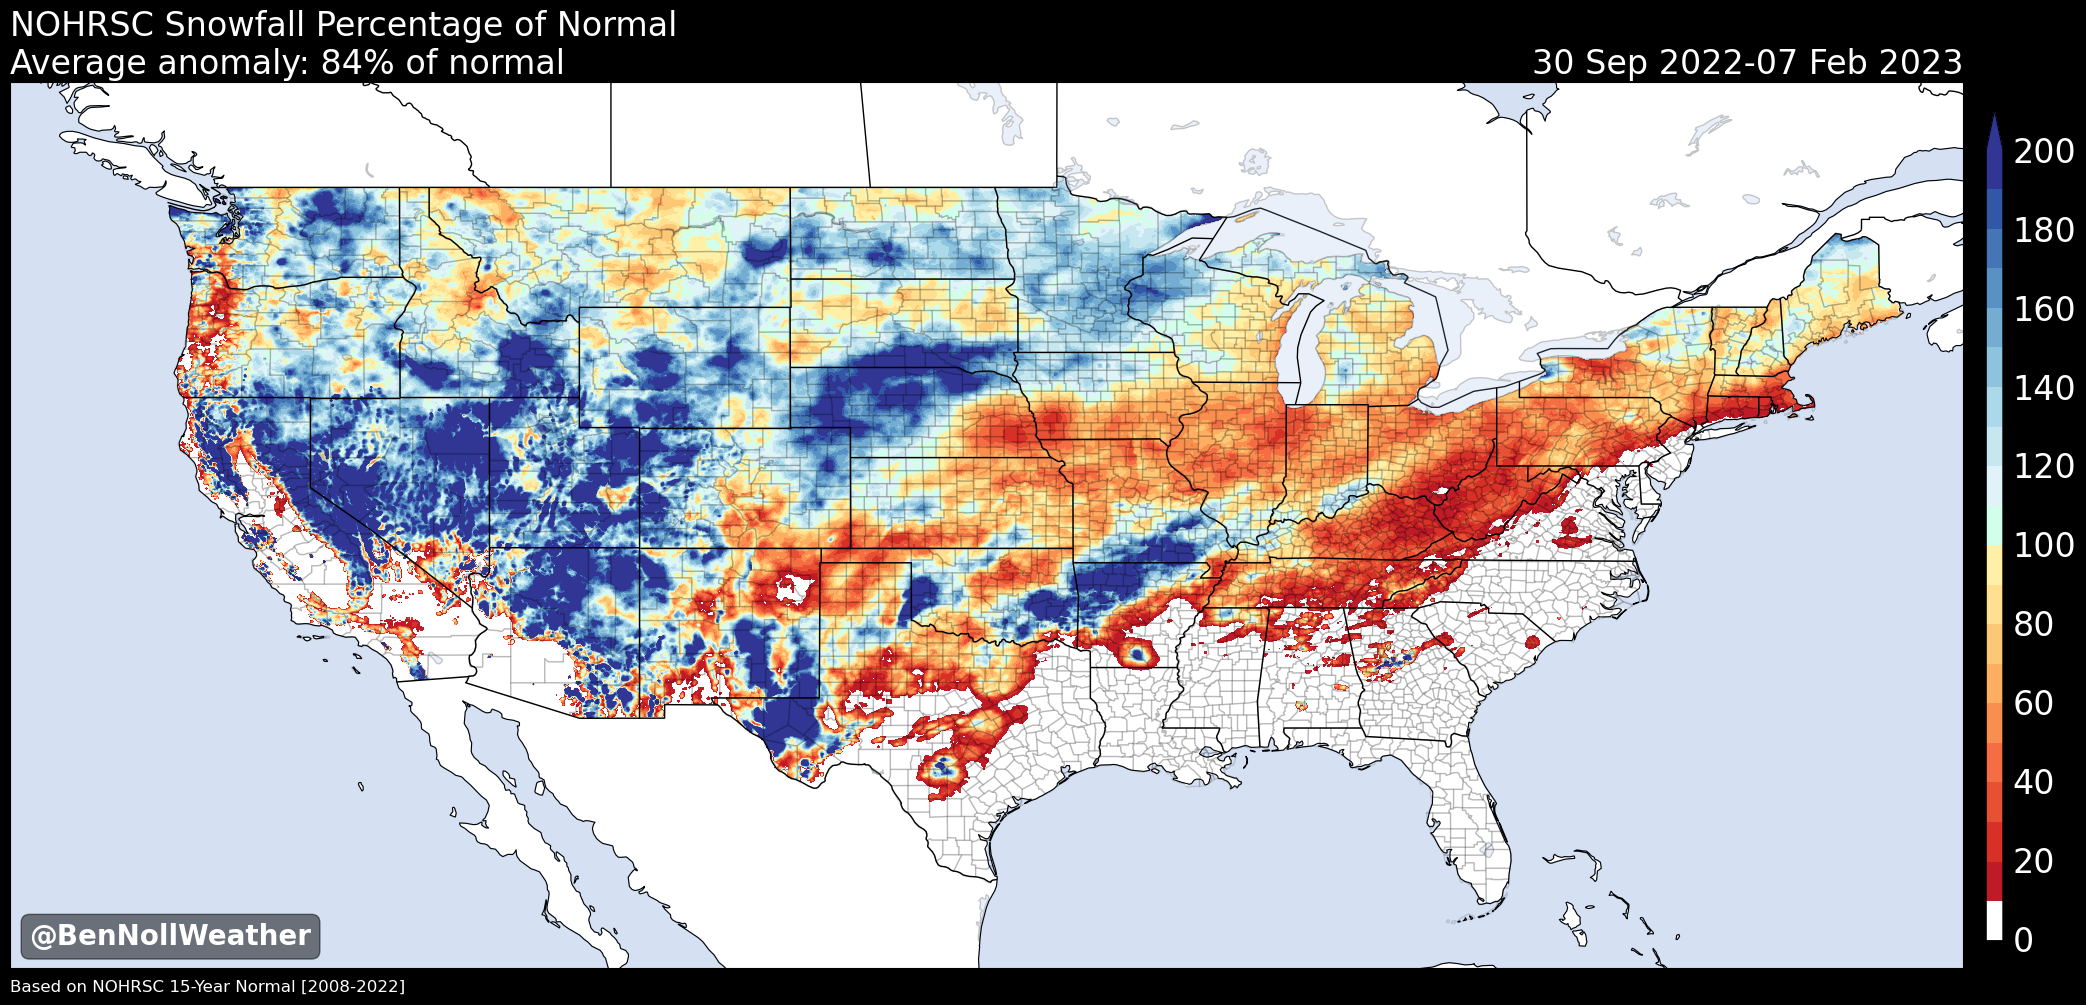 NOHRSC Snowfall Percentage of Normal
Average anomaly: 84% of normal
30 Sep 2022-07 Feb 2023
200
180
160
140
120
100
80
60
40
20
0
@BenNollWeather
Based on NOHRSC 15-Year Normal [2008-2022]